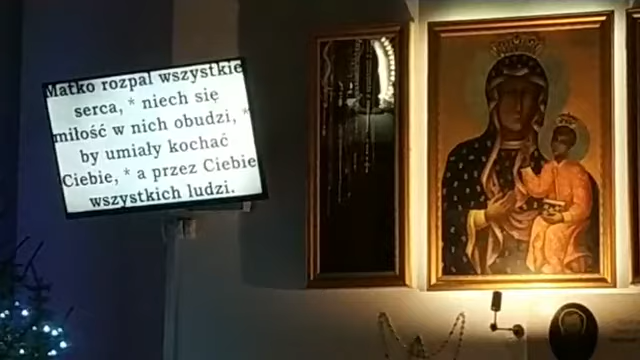 Matko rozpal wszystkie
serca, * niech się
miłość w nich obudzi, *
by umiały kochać
Ciebie, * a przez Ciebie
wszystkich ludzi.